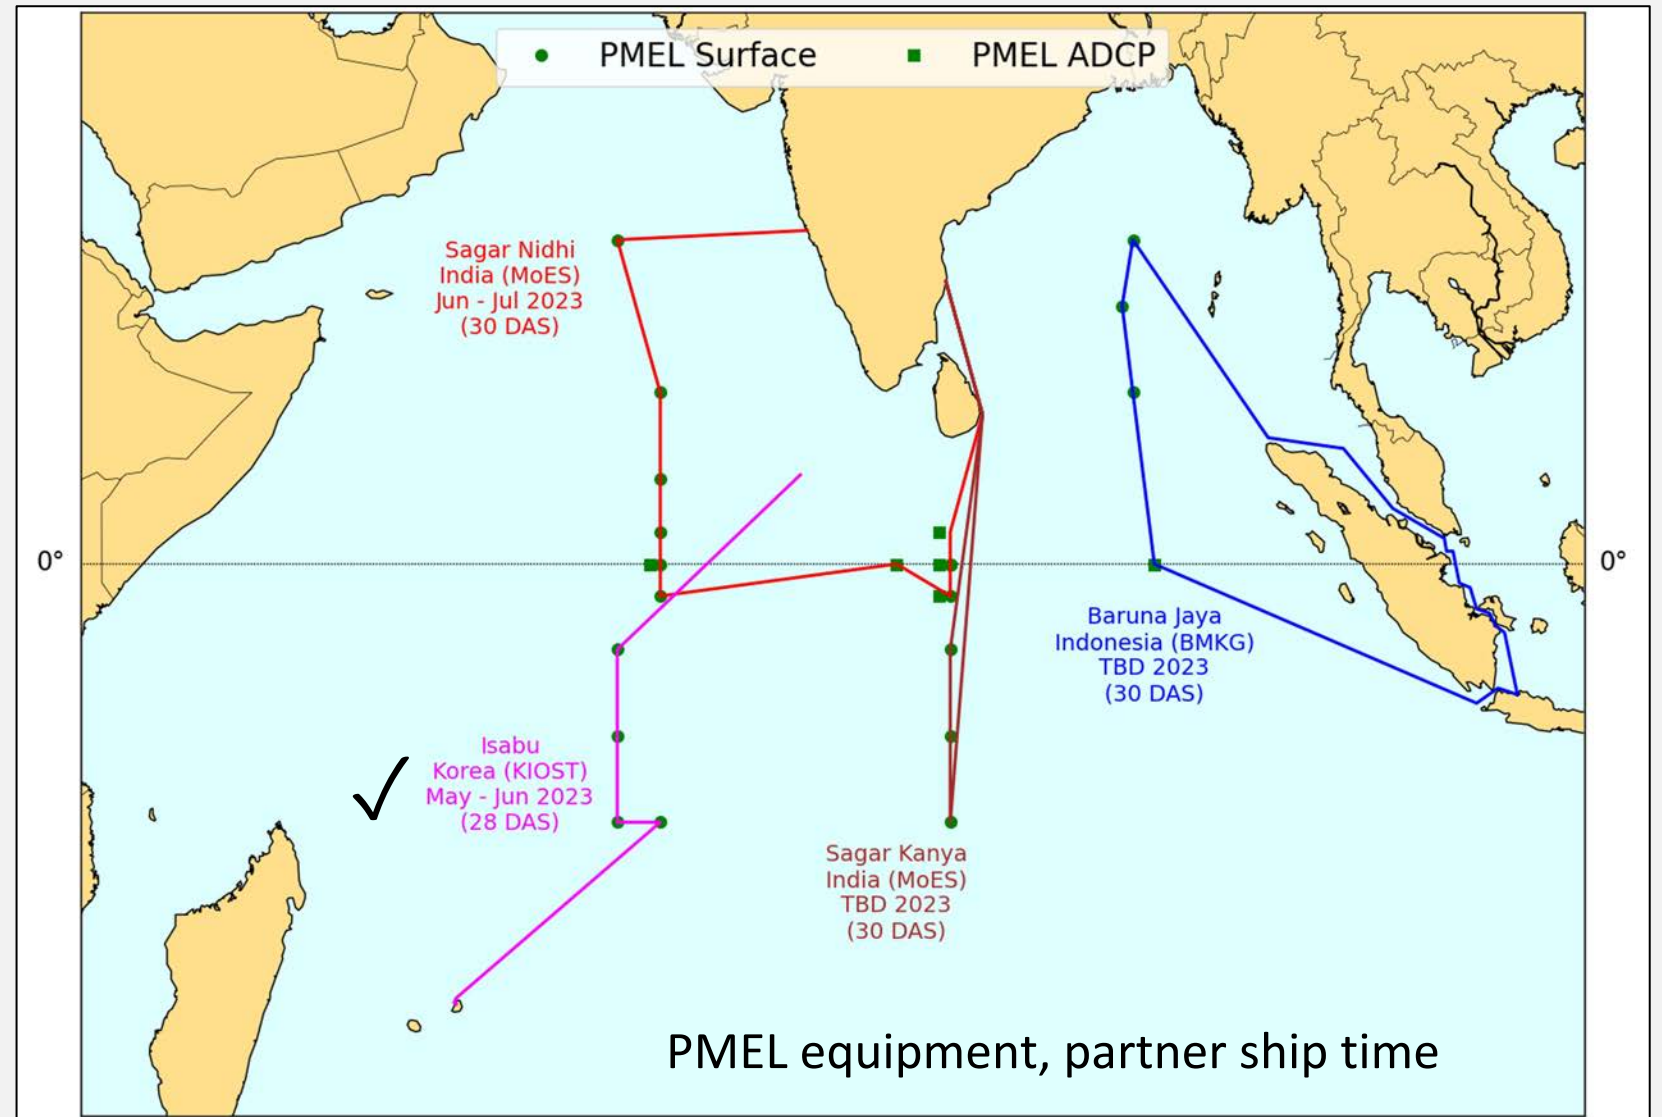 PMEL Surface
PMEL ADCP
Sagar Nidhi
India (MoES)
Jun - Jul 2023
(30 DAS)
0°
0°
Baruna Jaya
Indonesia (BMKG)
TBD 2023
(30 DAS)
Isabu
Korea (KIOST)
May - Jun 2023
(28 DAS)
Sagar Kanya
India (MoES)
TBD 2023
(30 DAS)
PMEL equipment, partner ship time